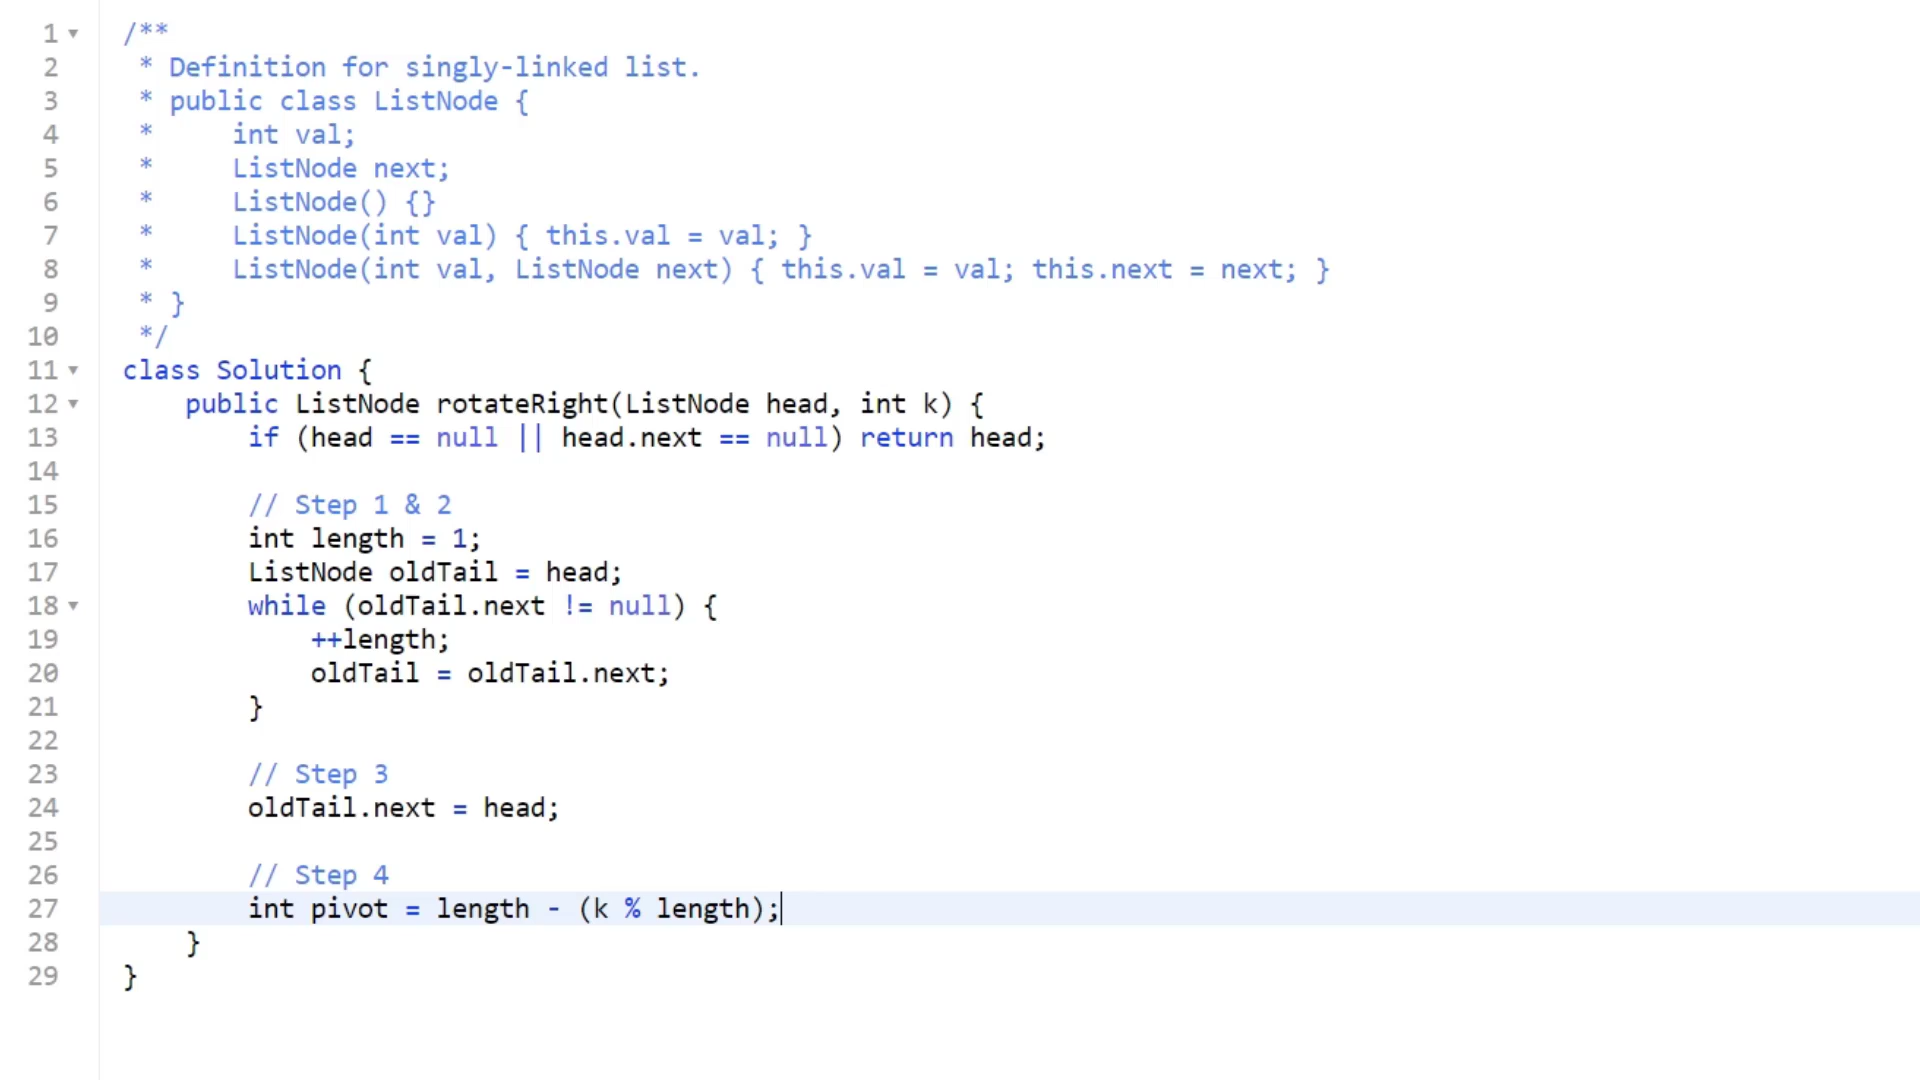 1 /**
2  * Definition for singly-linked list.
3  * public class ListNode {
4  *     int val;
5  *     ListNode next;
6  *     ListNode() {}
7  *     ListNode(int val) { this.val = val; }
8  *     ListNode(int val, ListNode next) { this.val = val; this.next = next; }
9  * }
10  */
11 class Solution {
12     public ListNode rotateRight(ListNode head, int k) {
13         if (head == null || head.next == null) return head;
14
15         // Step 1 & 2
16         int length = 1;
17         ListNode oldTail = head;
18         while (oldTail.next != null) {
19             ++length;
20             oldTail = oldTail.next;
21         }
22
23         // Step 3
24         oldTail.next = head;
25
26         // Step 4
27         int pivot = length - (k % length);
28     }
29 }